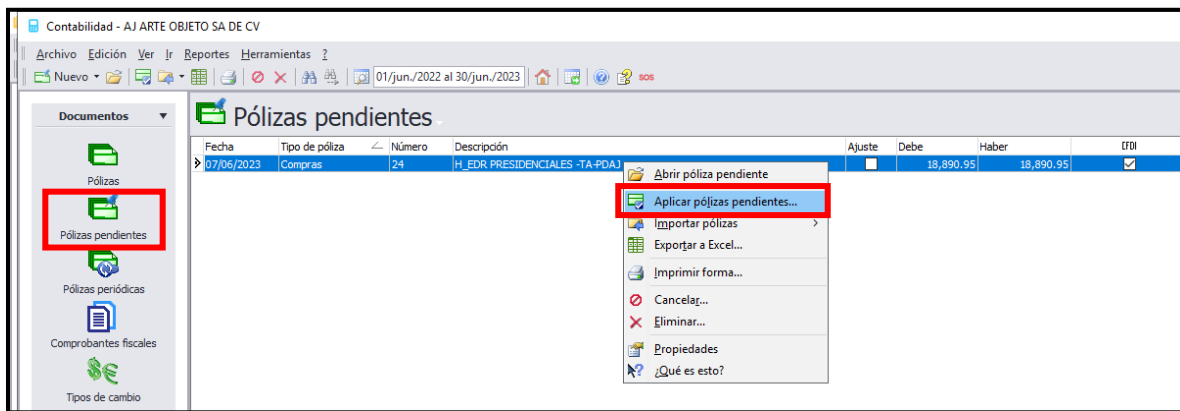 Contabilidad - AJ ARTE OBJETO SA DE CV
Archivo Edición Ver Ir Reportes Herramientas ?
Nuevo 01/jun./2022 al 30/jun./2023 SOS
Documentos
Pólizas
Pólizas pendientes
Pólizas periódicas
Comprobantes fiscales
Tipos de cambio
Pólizas pendientes
Fecha Tipo de póliza Número Descripción Ajuste Debe Haber CFDI
07/06/2023 Compras 24 H_EDR PRESIDENCIALES -TA-PDAJ 18,890.95 18,890.95
Abrir póliza pendiente
Aplicar pólizas pendientes...
Importar pólizas
Exportar a Excel...
Imprimir forma...
Cancelar...
Eliminar...
Propiedades
¿Qué es esto?